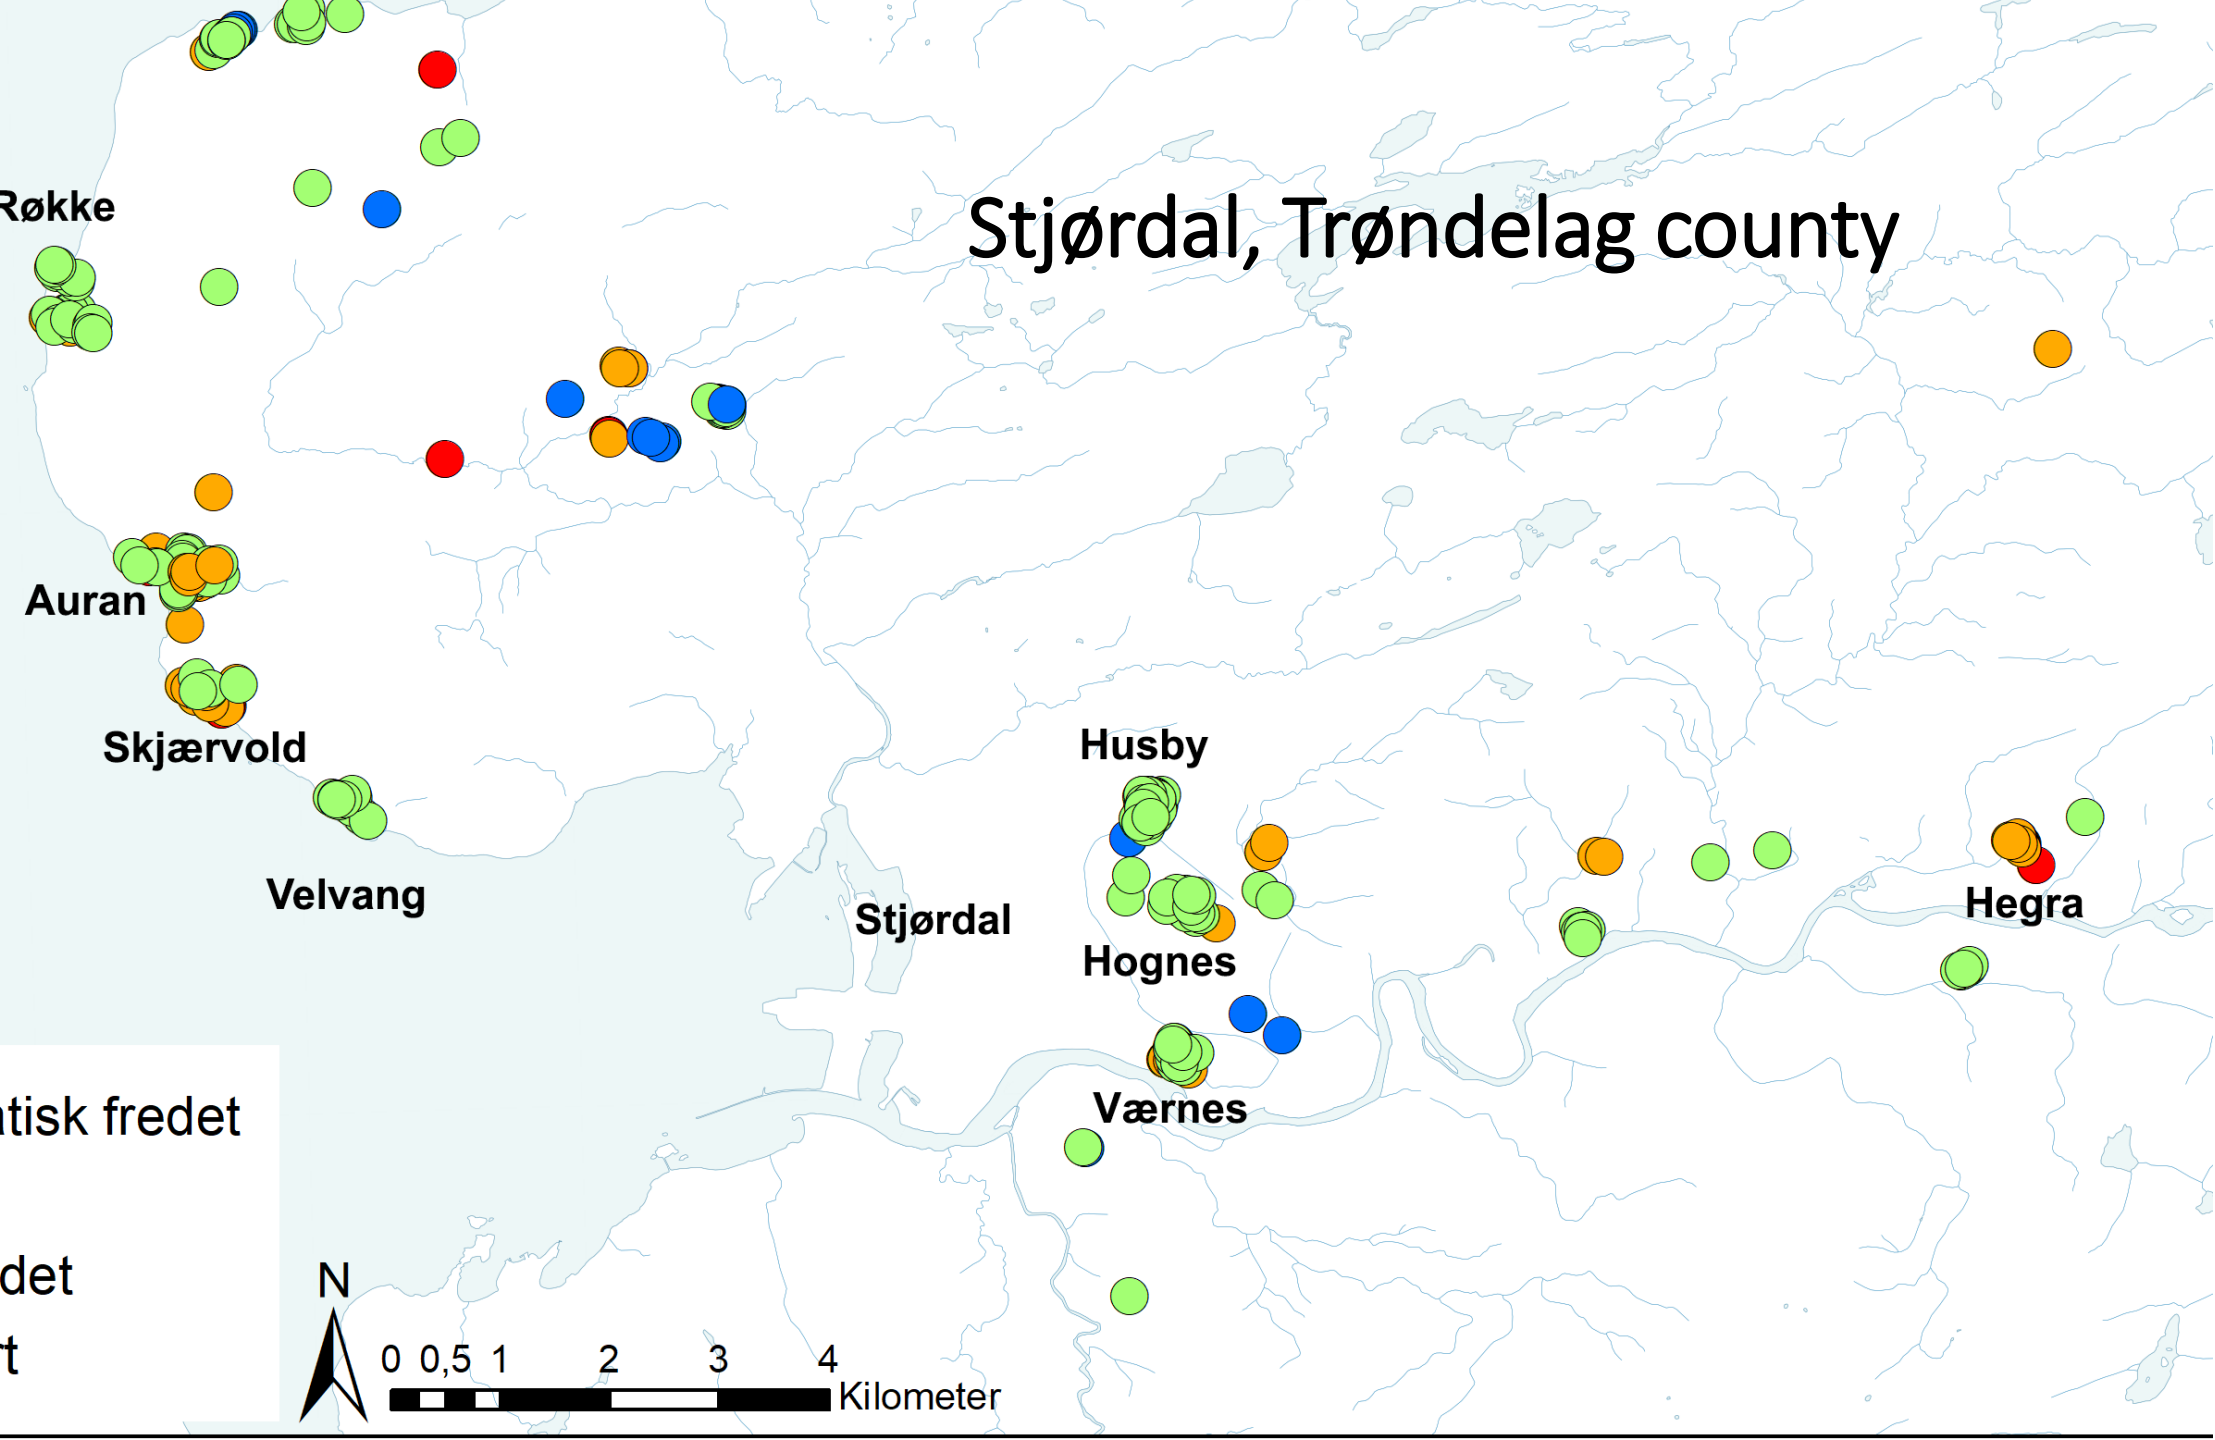 Røkke
Stjørdal, Trøndelag county
Auran
Skjærvold
Husby
Velvang
Stjørdal
Hegra
Hognes
Værnes
tisk fredet
det
N
0 0,5 1 2 3 4
Kilometer